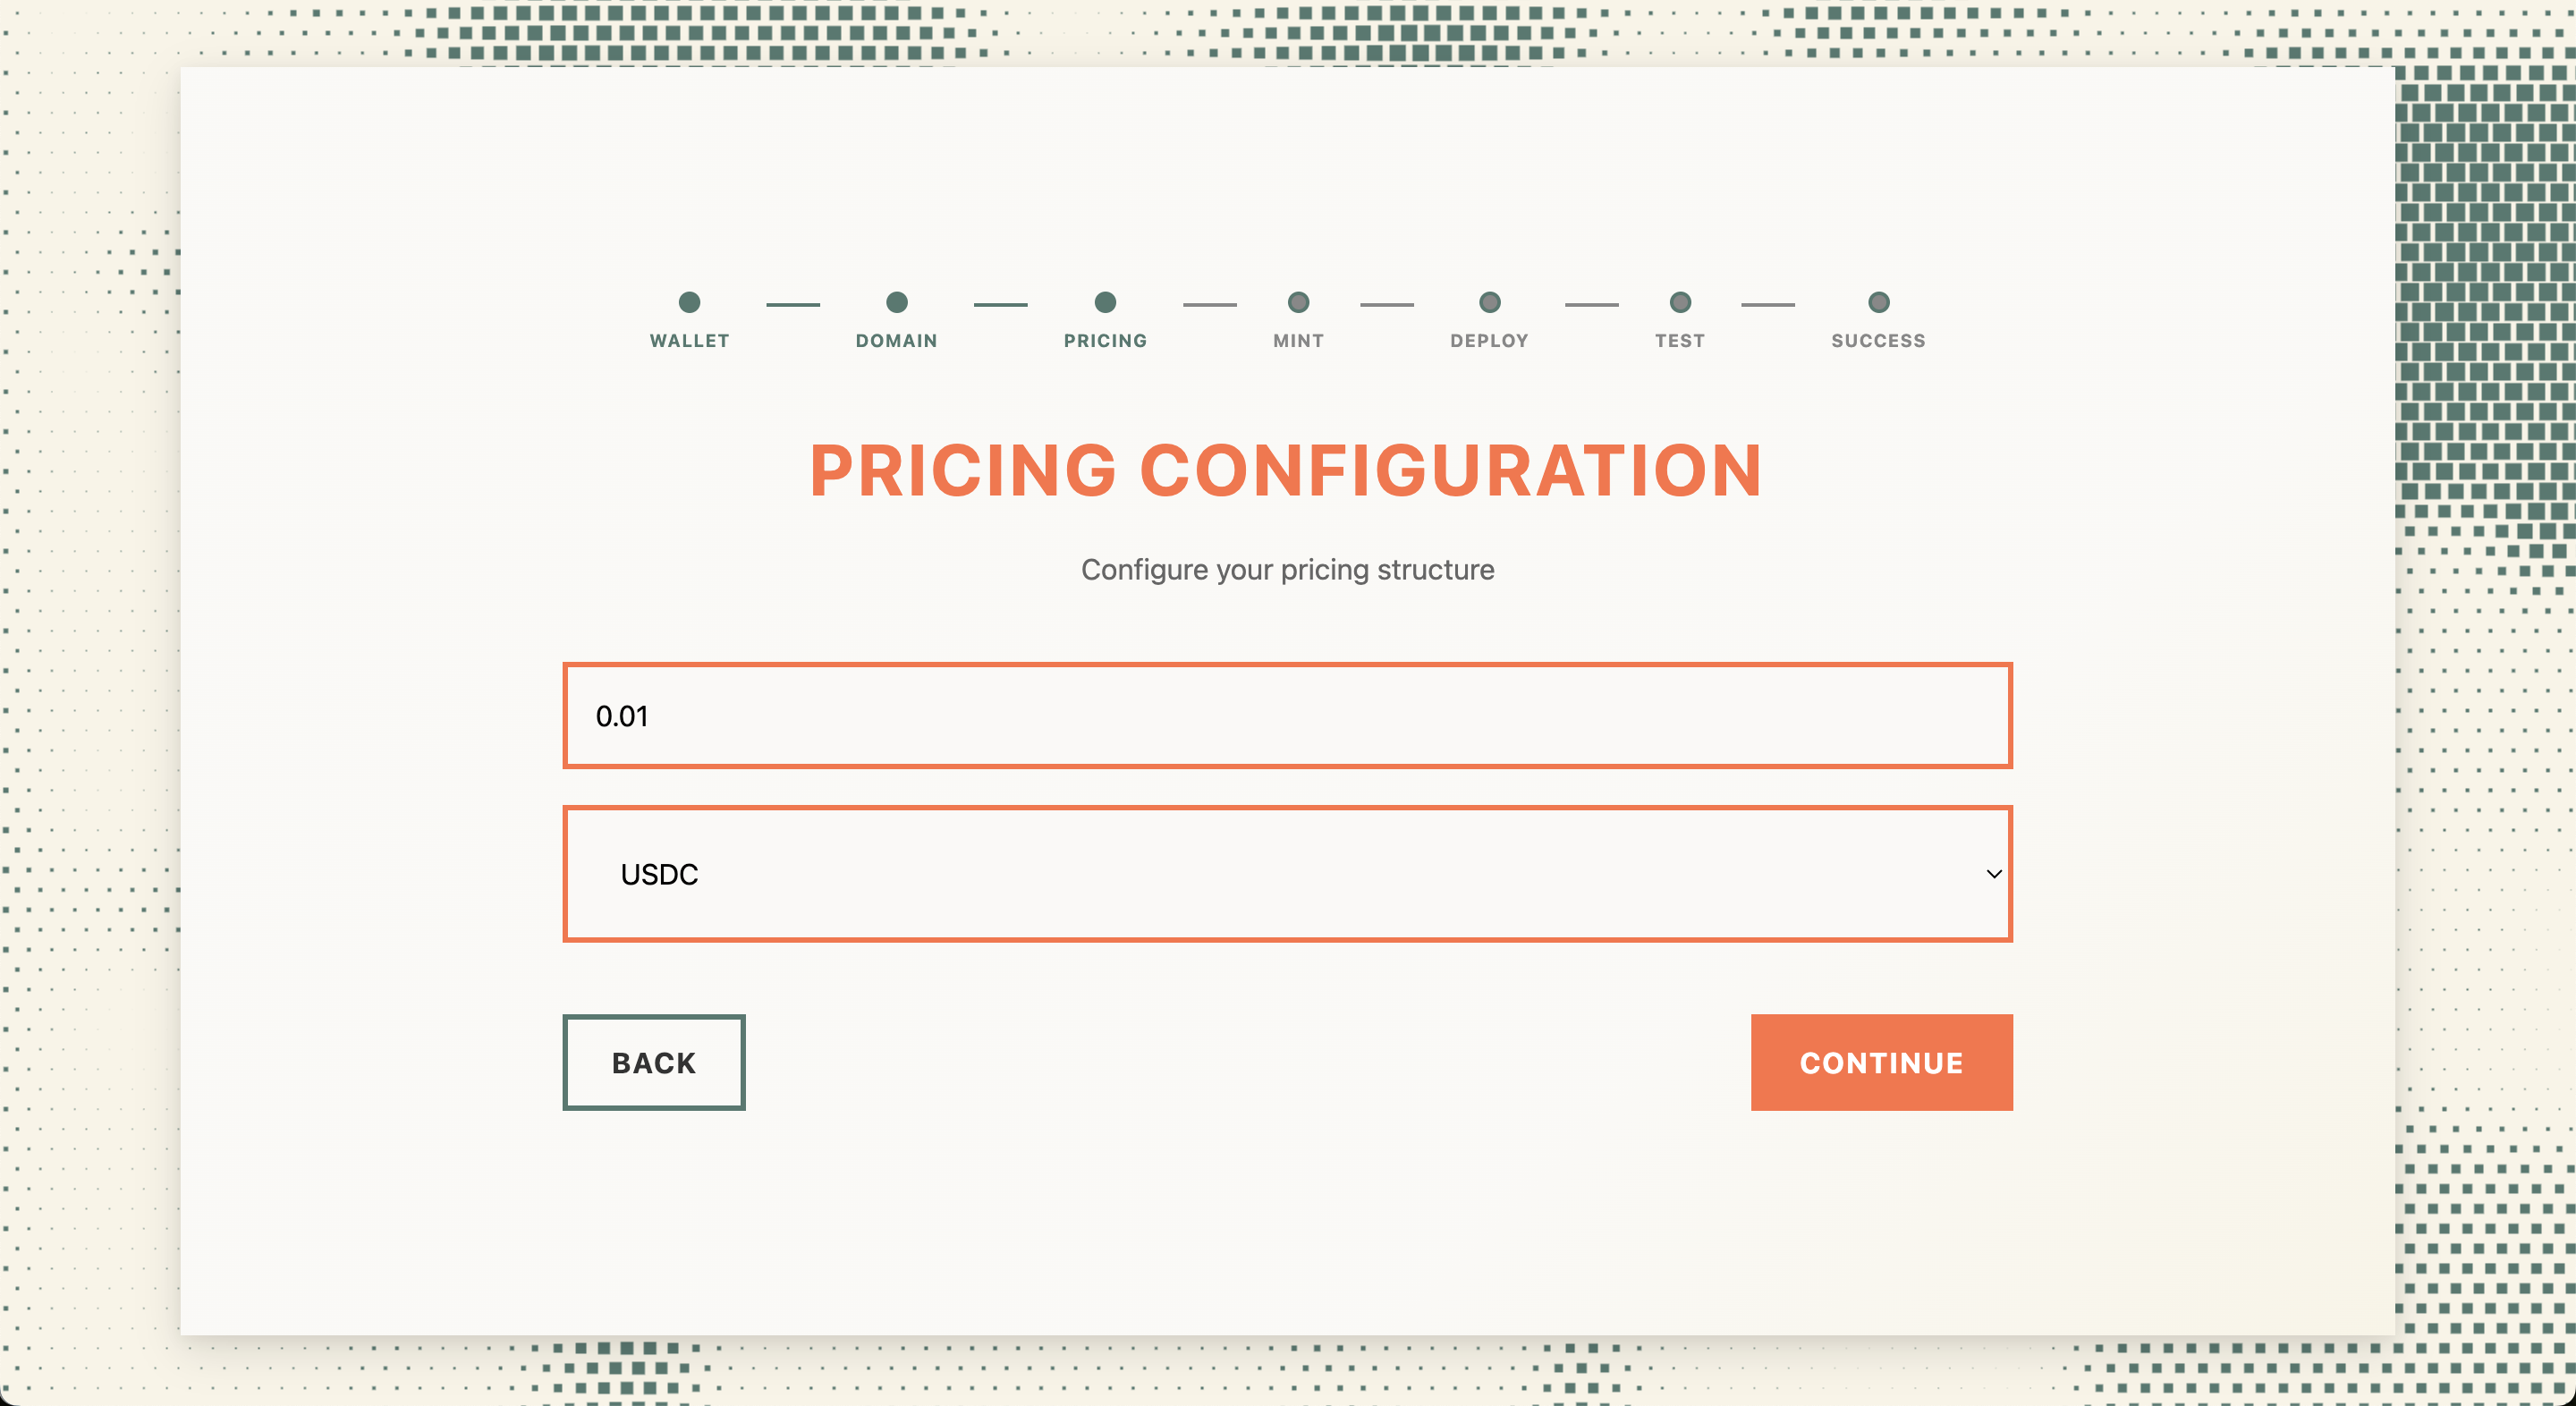 WALLET DOMAIN PRICING MINT DEPLOY TEST SUCCESS
PRICING CONFIGURATION
Configure your pricing structure
0.01
USDC
BACK CONTINUE